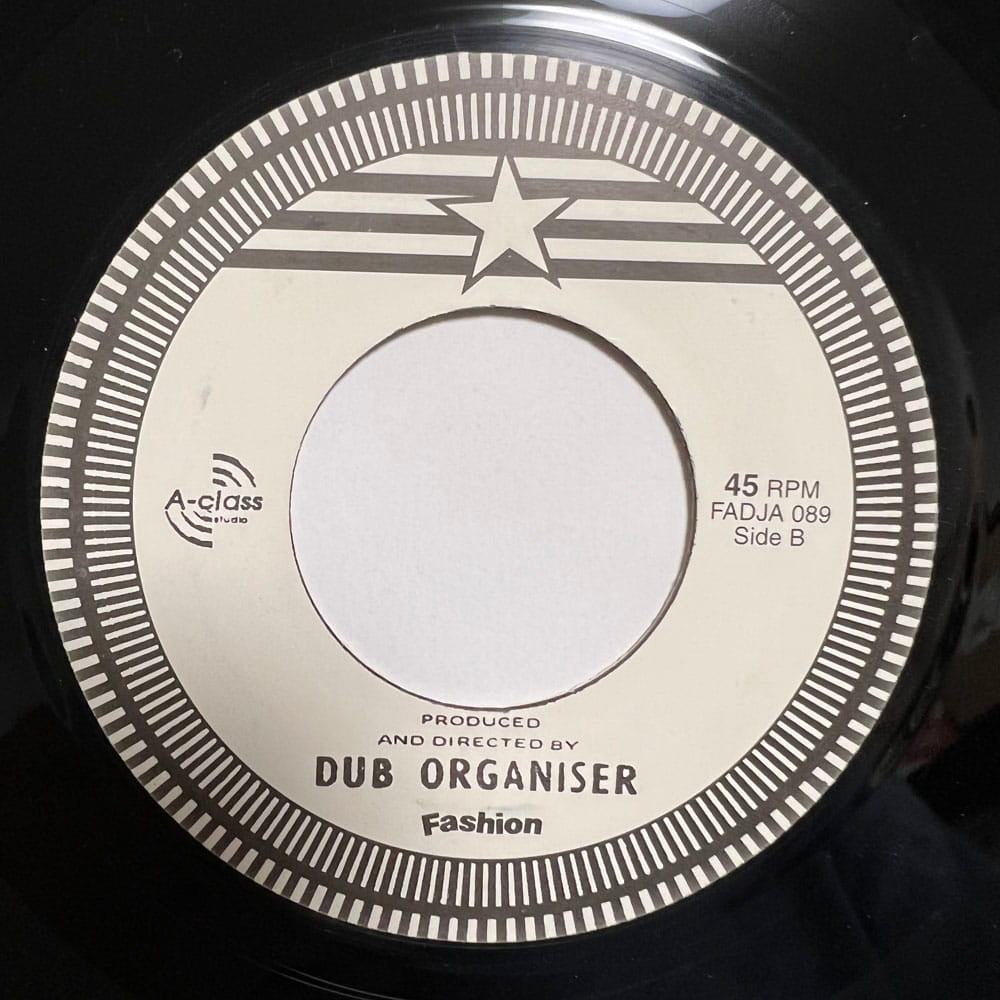 A-class
studio
45 RPM
FADJA 089
Side B
PRODUCED
AND DIRECTED BY
DUB ORGANISER
Fashion